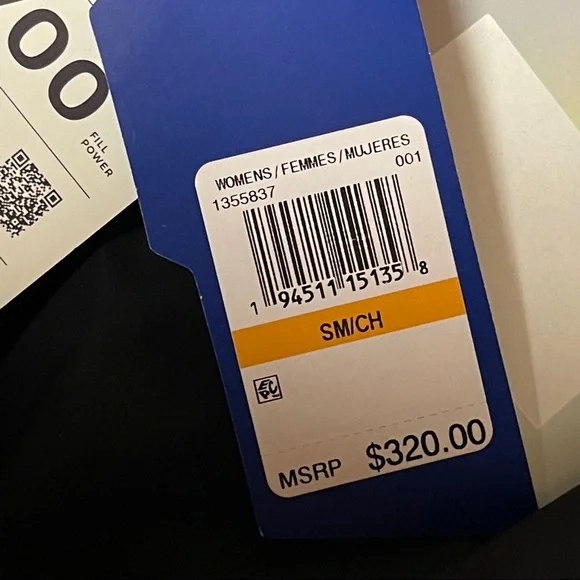 00
FILL
POWER
WOMENS/FEMMES/MUJERES
1355837 001
1 94511 15135 8
SM/CH
MSRP $320.00